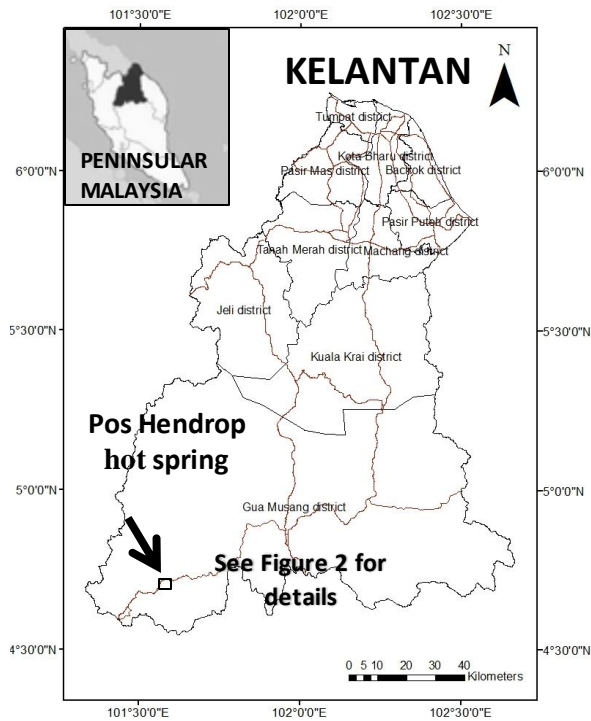 101°30'0"E 102°0'0"E 102°30'0"E
KELANTAN
N
PENINSULAR
MALAYSIA
Tumpat district
Kota Bharu district
6°0'0"N
Pasir Mas district
Bachok district
6°0'0"N
Pasir Puteh district
Tanah Merah district
Machang district
Jeli district
5°30'0"N
5°30'0"N
Kuala Krai district
Pos Hendrop
hot spring
5°0'0"N
5°0'0"N
Gua Musang district
See Figure 2 for
details
4°30'0"N
4°30'0"N
0 5 10 20 30 40
Kilometers
101°30'0"E 102°0'0"E 102°30'0"E